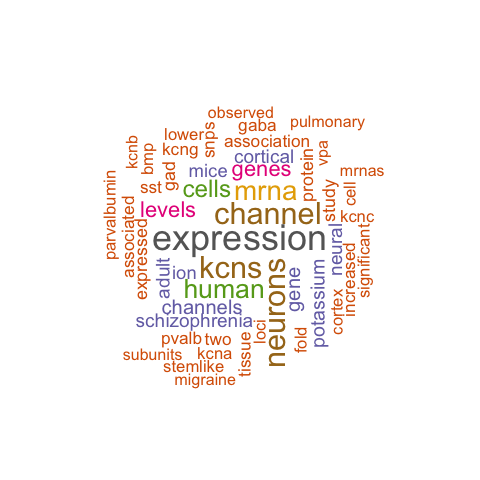 observed
gaba
pulmonary
lower
snps
association
kcnb
bmp
kcng
cortical
vpa
gad
mice
genes
protein
mrnas
parvalbumin
sst
cells
mrna
study
cell
associated
expressed
levels
channel
kcnc
expression
neural
significant
adult
ion
kcns
neurons
gene
potassium
increased
human
channels
cortex
schizophrenia
loci
fold
pvalb
two
tissue
subunits
kcna
stemlike
migraine